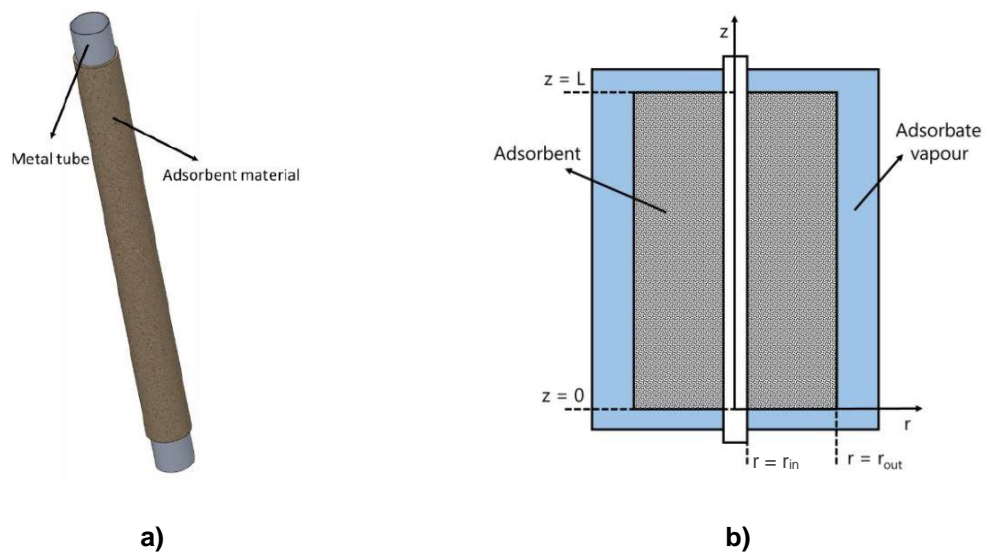 Metal tube
Adsorbent material
a)
z
z = L
Adsorbent
Adsorbate
vapour
z = 0
r
r = rin
r = rout
b)